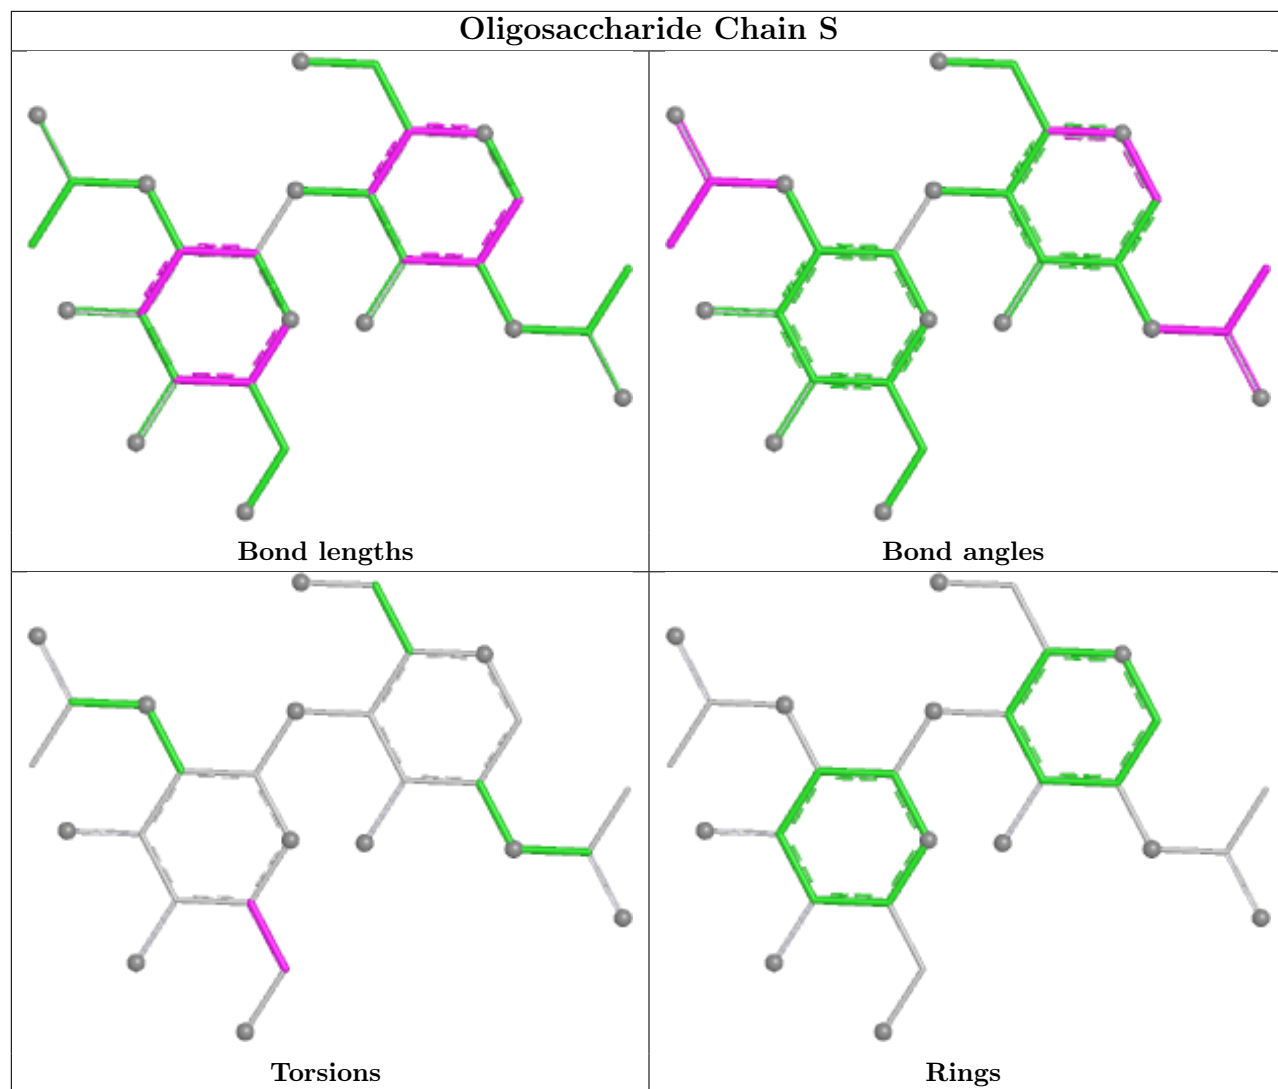 Oligosaccharide Chain S
Bond lengths
Bond angles
Torsions
Rings